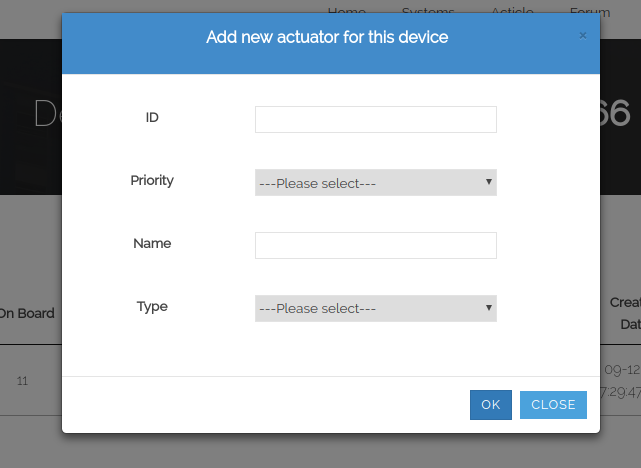 Home Systems Acticle Forum
Add new actuator for this device ×
De 66
ID
Priority ---Please select---
Name
Type ---Please select---
On Board
Creat
Dat
11
09-12
7:29:47
OK CLOSE